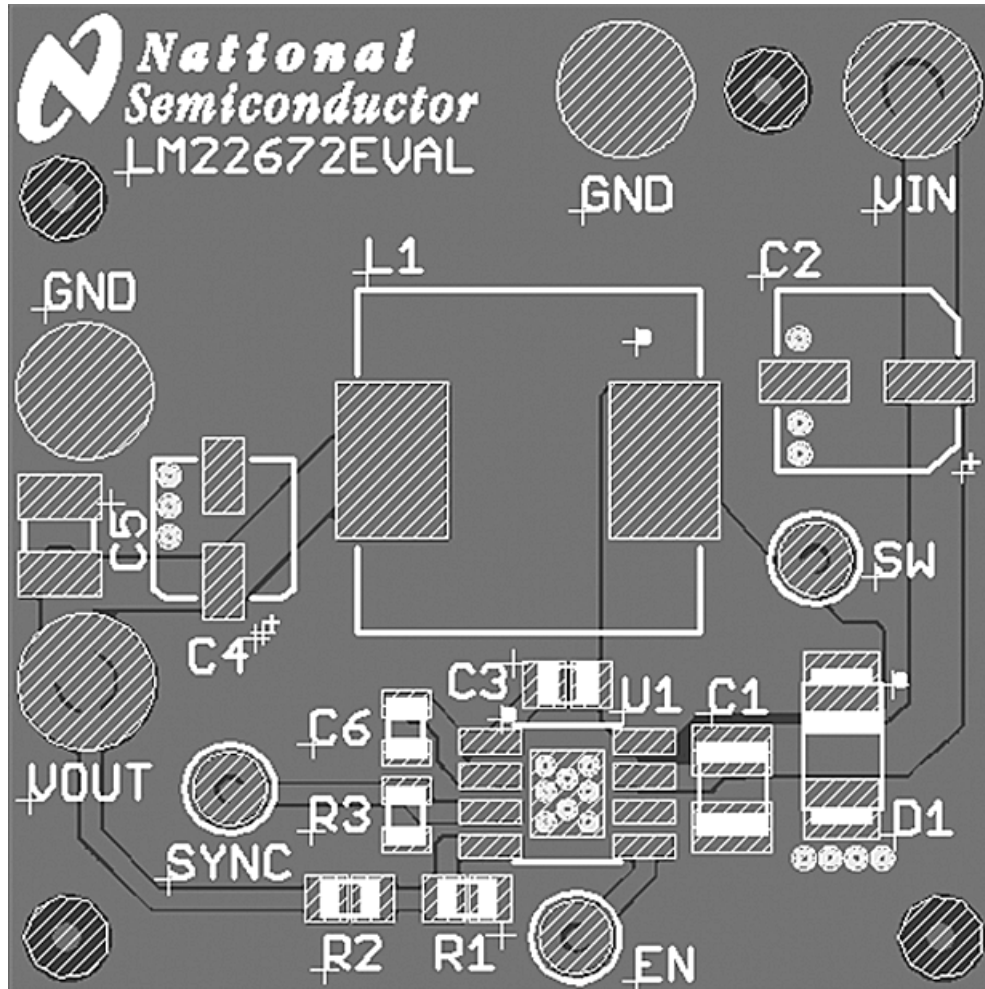 National
Semiconductor
LM22672EVAL
GND
VIN
GND
L1
C2
C5
SW
C4
C3
U1
C1
C6
VOUT
R3
D1
SYNC
R2
R1
EN